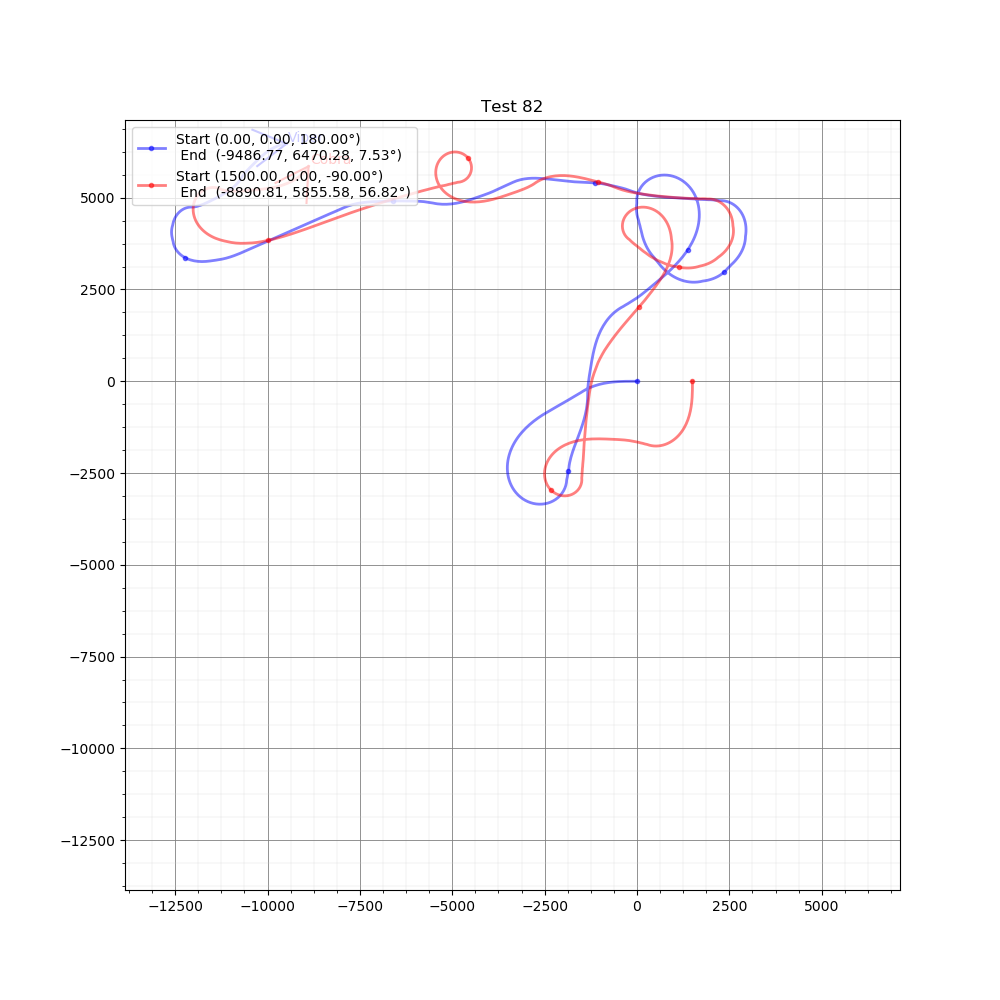 Test 82
Start (0.00, 0.00, 180.00°)
End (-9486.77, 6470.28, 7.53°)
Start (1500.00, 0.00, -90.00°)
End (-8890.81, 5855.58, 56.82°)
5000
2500
0
−2500
−5000
−7500
−10000
−12500
−12500 −10000 −7500 −5000 −2500 0 2500 5000